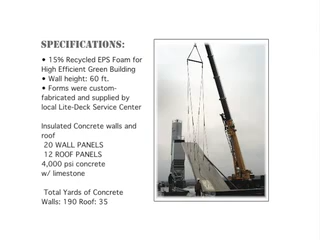 SPECIFICATIONS:
• 15% Recycled EPS Foam for
High Efficient Green Building
• Wall height: 60 ft.
• Forms were custom-
fabricated and supplied by
local Lite-Deck Service Center
Insulated Concrete walls and
roof
20 WALL PANELS
12 ROOF PANELS
4,000 psi concrete
w/ limestone
Total Yards of Concrete
Walls: 190 Roof: 35